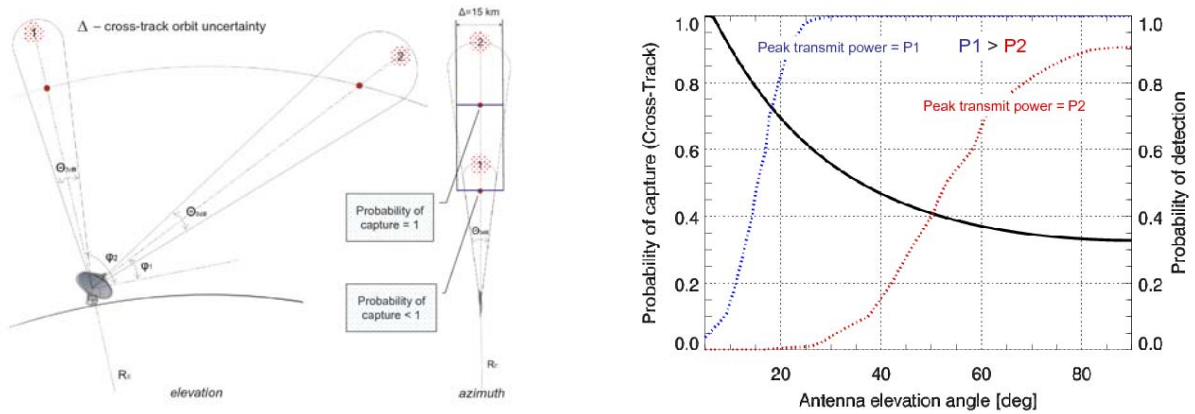 Δ – cross-track orbit uncertainty
1
2
Θ3dB
Θ3dB
φ2
φ1
elevation
Δ=15 km
2
1
Probability of
capture = 1
Θ3dB
Probability of
capture < 1
azimuth
Peak transmit power = P1
P1 > P2
Peak transmit power = P2
Probability of capture (Cross-Track)
1.0
0.8
0.6
0.4
0.2
0.0
Probability of detection
1.0
0.8
0.6
0.4
0.2
0.0
20
40
60
80
Antenna elevation angle [deg]